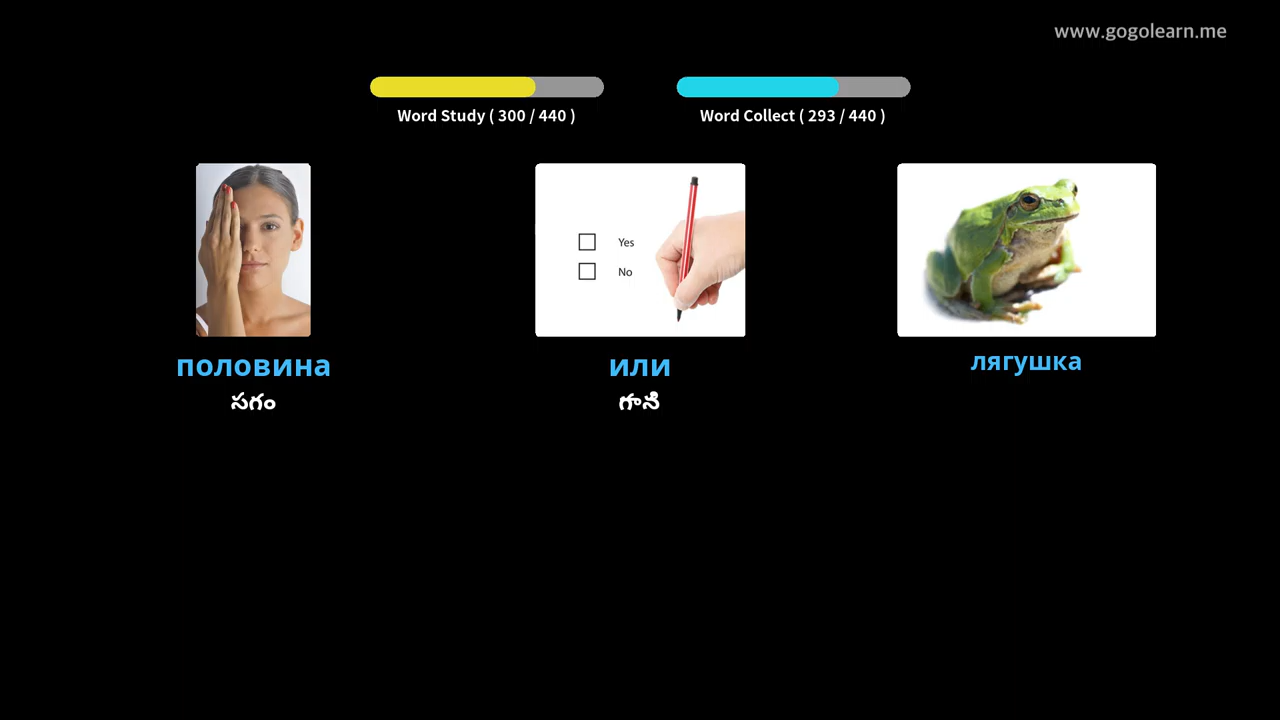 www.gogolearn.me
Word Study ( 300 / 440 )
Word Collect ( 293 / 440 )
Yes
No
половина
или
лягушка
సగం
గాని